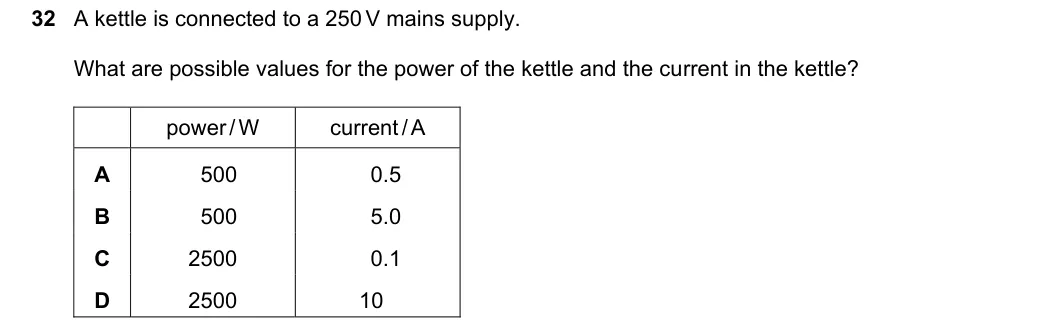 32 A kettle is connected to a 250 V mains supply.
What are possible values for the power of the kettle and the current in the kettle?
power / W current / A
A 500 0.5
B 500 5.0
C 2500 0.1
D 2500 10